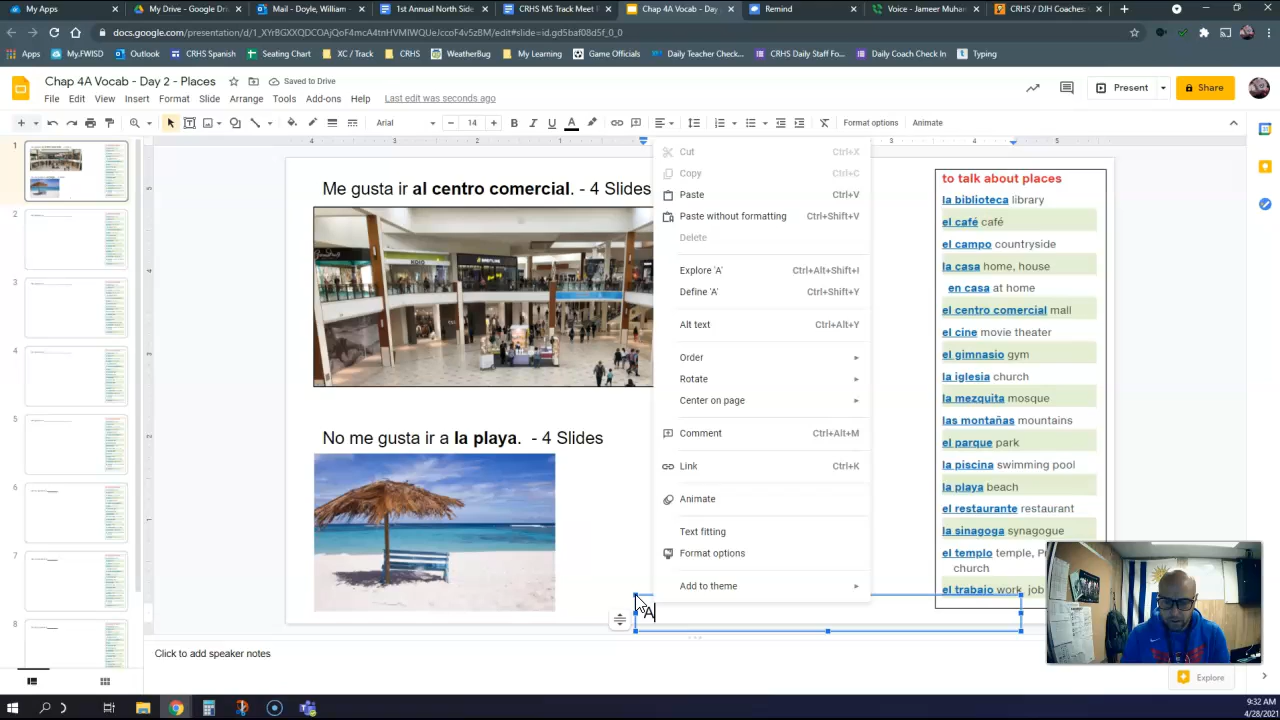 My Apps
My Drive - Google Driv
Mail - Doyle, William -
1st Annual North Side
CRHS MS Track Meet
Chap 4A Vocab - Day
Remind
Voice - Jameer Muha
CRHS / DJH Coaches
docs.google.com/presentation/d/1_XYrBGXXQDCOAjQoF4mcA4tnHVMIWQUeJccoF4v5zBM/edit#slide=id.gd5baf08d5f_0_0
Apps
My.FWISD
Outlook
CRHS Spanish
XC / Track
Seating Chart
WeatherBug
My Learning
Game Officials
Daily Teacher Check...
CRHS Daily Staff Fo...
Daily Coach Check In
Typing
Chap 4A Vocab - Day 2 - Places
Saved to Drive
File Edit View Insert Format Slide Arrange Tools Add-ons Help
Last edit was seconds ago
Present
Share
Arial
14
B I U A
Format options
Animate
Me gusta ir al centro comercial. - 4 Slides
No me gusta ir a la playa.
Slides
A
Cut Ctrl+X
Copy Ctrl+C
Paste Ctrl+V
Paste without formatting +Shift+V
Delete
Explore 'A' Ctrl+Alt+Shift+I
Define 'A' +Shift+Y
Alt text Ctrl+Alt+Y
Order
Rotate
Center on page
Comment +Alt+M
Link Ctrl+K
Animate
Text fitting
Format options
to talk about places
la biblioteca library
el café café
el campo countryside
la casa home, house
en casa at home
el centro comercial mall
el cine movie theater
el gimnasio gym
la iglesia church
la mezquita mosque
las montañas mountains
el parque park
la piscina swimming pool
la playa beach
el restaurante restaurant
la sinagoga synagogue
el templo temple,
church
el trabajo work, job
1
2
3
4
5
6
7
8
Click to
speaker notes
Explore
9:32 AM
4/28/2021